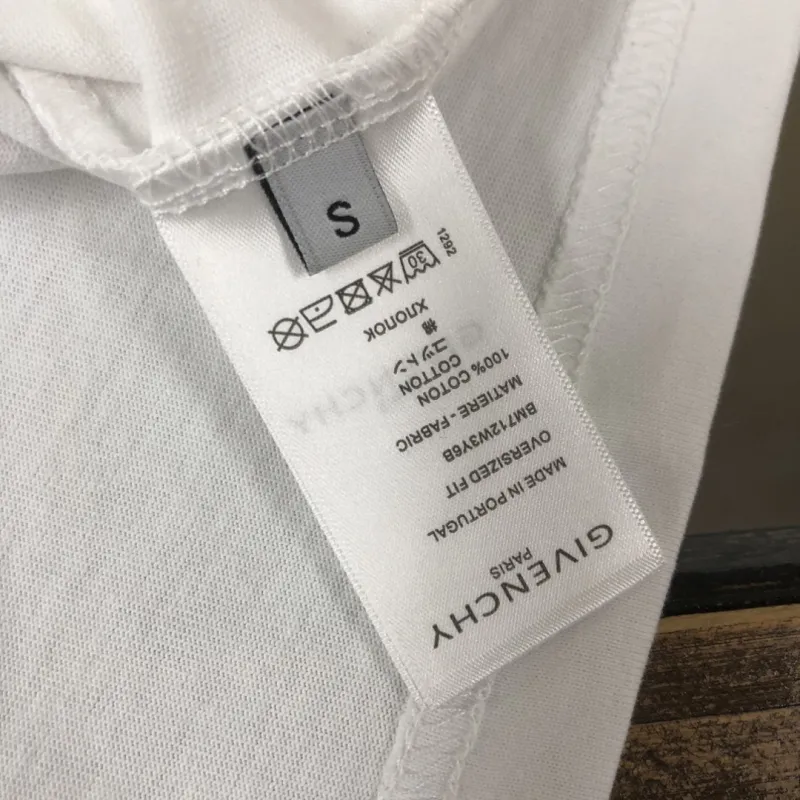 GIVENCHY
PARIS
MADE IN PORTUGAL
OVERSIZED FIT
BM712W3Y6B
MATIERE - FABRIC
100% COTON
COTTON
コットン
棉
ХЛОПОК
30
1292
S